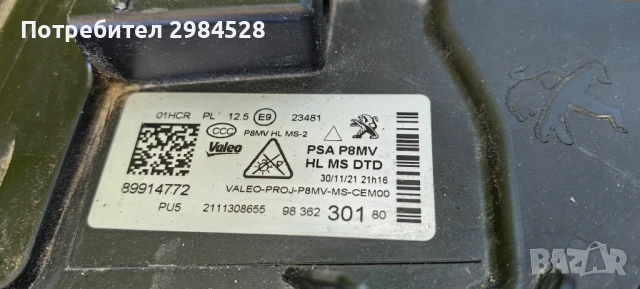 Потребител 2984528
01HCR PL 12.5 E9 23481
CCC P8MV HL MS-2
Valeo
PSA P8MV
HL MS DTD
30/11/21 21h16
89914772 VALEO-PROJ-P8MV-MS-CEM00
PU5 2111308655 98 362 301 80
BAZAR